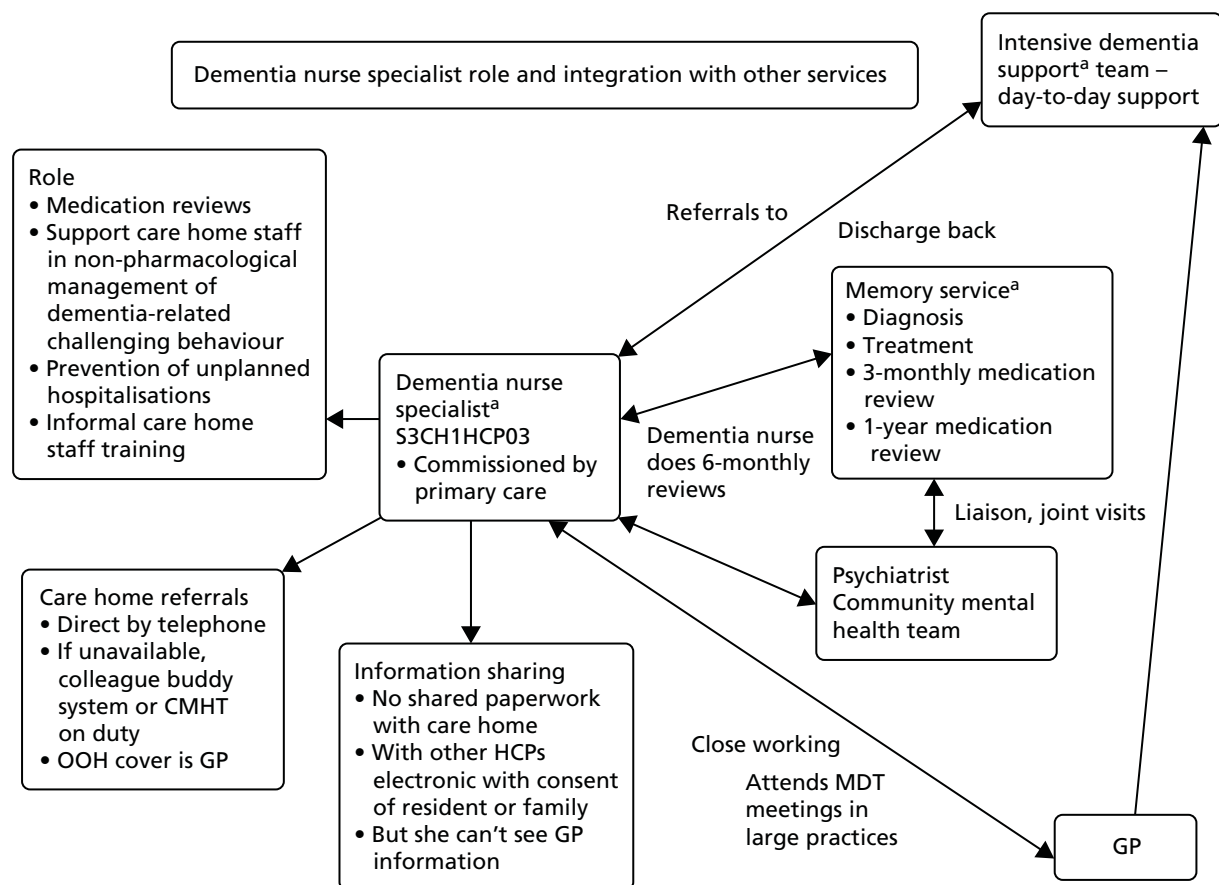 Dementia nurse specialist role and integration with other services
Intensive dementia
supportᵃ team –
day-to-day support
Role
• Medication reviews
• Support care home staff
in non-pharmacological
management of
dementia-related
challenging behaviour
• Prevention of unplanned
hospitalisations
• Informal care home
staff training
Referrals to
Discharge back
Memory serviceᵃ
• Diagnosis
• Treatment
• 3-monthly medication
review
• 1-year medication
review
Dementia nurse
specialistᵃ
S3CH1HCP03
• Commissioned by
primary care
Dementia nurse
does 6-monthly
reviews
Liaison, joint visits
Psychiatrist
Community mental
health team
Care home referrals
• Direct by telephone
• If unavailable,
colleague buddy
system or CMHT
on duty
• OOH cover is GP
Information sharing
• No shared paperwork
with care home
• With other HCPs
electronic with consent
of resident or family
• But she can’t see GP
information
Close working
Attends MDT
meetings in
large practices
GP